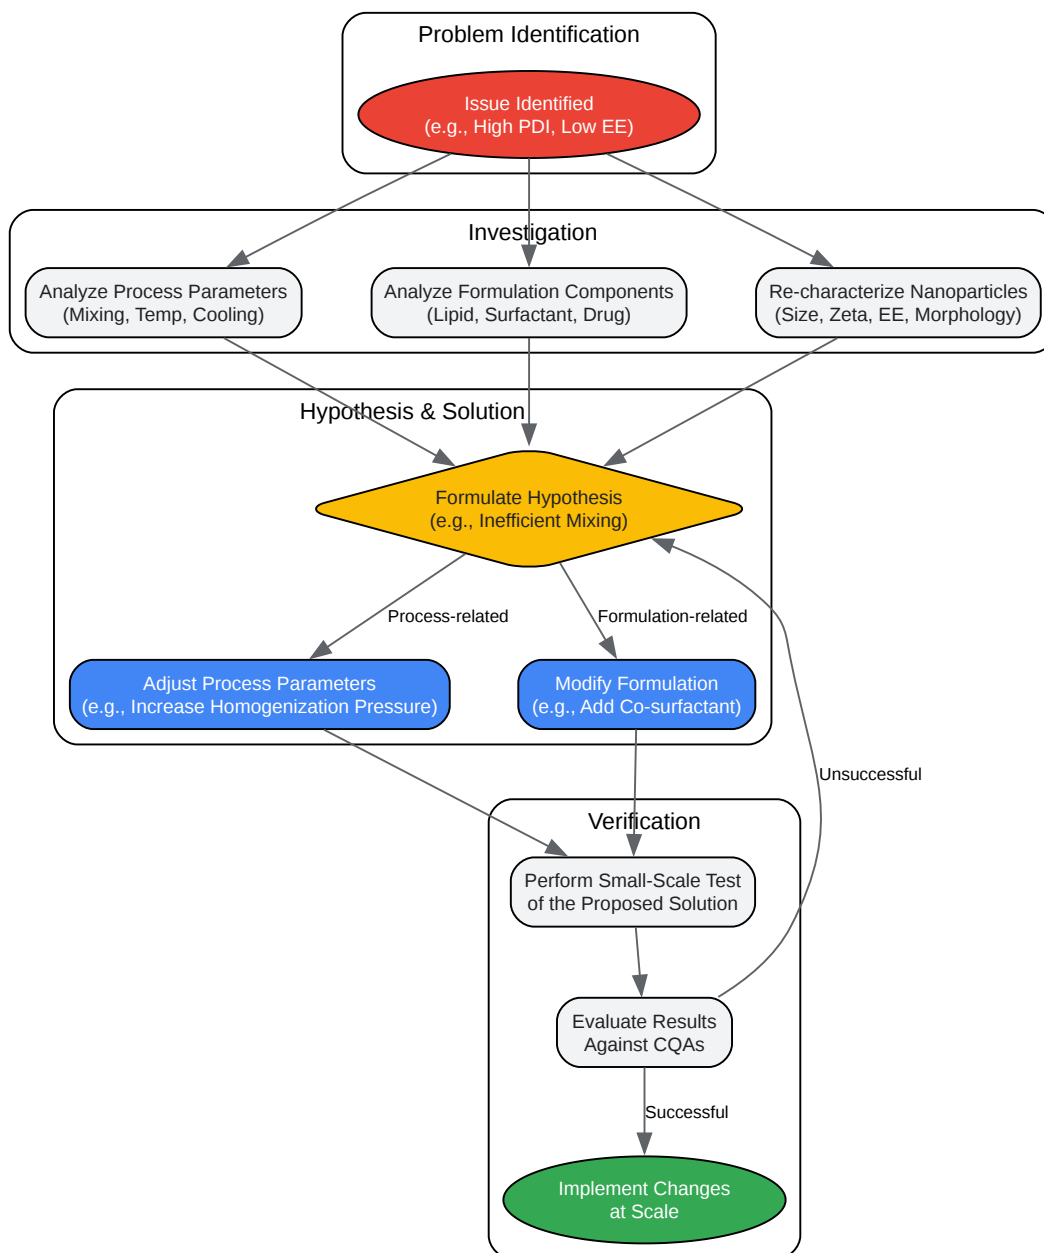 Problem Identification
Issue Identified
(e.g., High PDI, Low EE)
Investigation
Analyze Process Parameters
(Mixing, Temp, Cooling)
Analyze Formulation Components
(Lipid, Surfactant, Drug)
Re-characterize Nanoparticles
(Size, Zeta, EE, Morphology)
Hypothesis & Solution
Formulate Hypothesis
(e.g., Inefficient Mixing)
Process-related
Formulation-related
Adjust Process Parameters
(e.g., Increase Homogenization Pressure)
Modify Formulation
(e.g., Add Co-surfactant)
Unsuccessful
Verification
Perform Small-Scale Test
of the Proposed Solution
Evaluate Results
Against CQAs
Successful
Implement Changes
at Scale